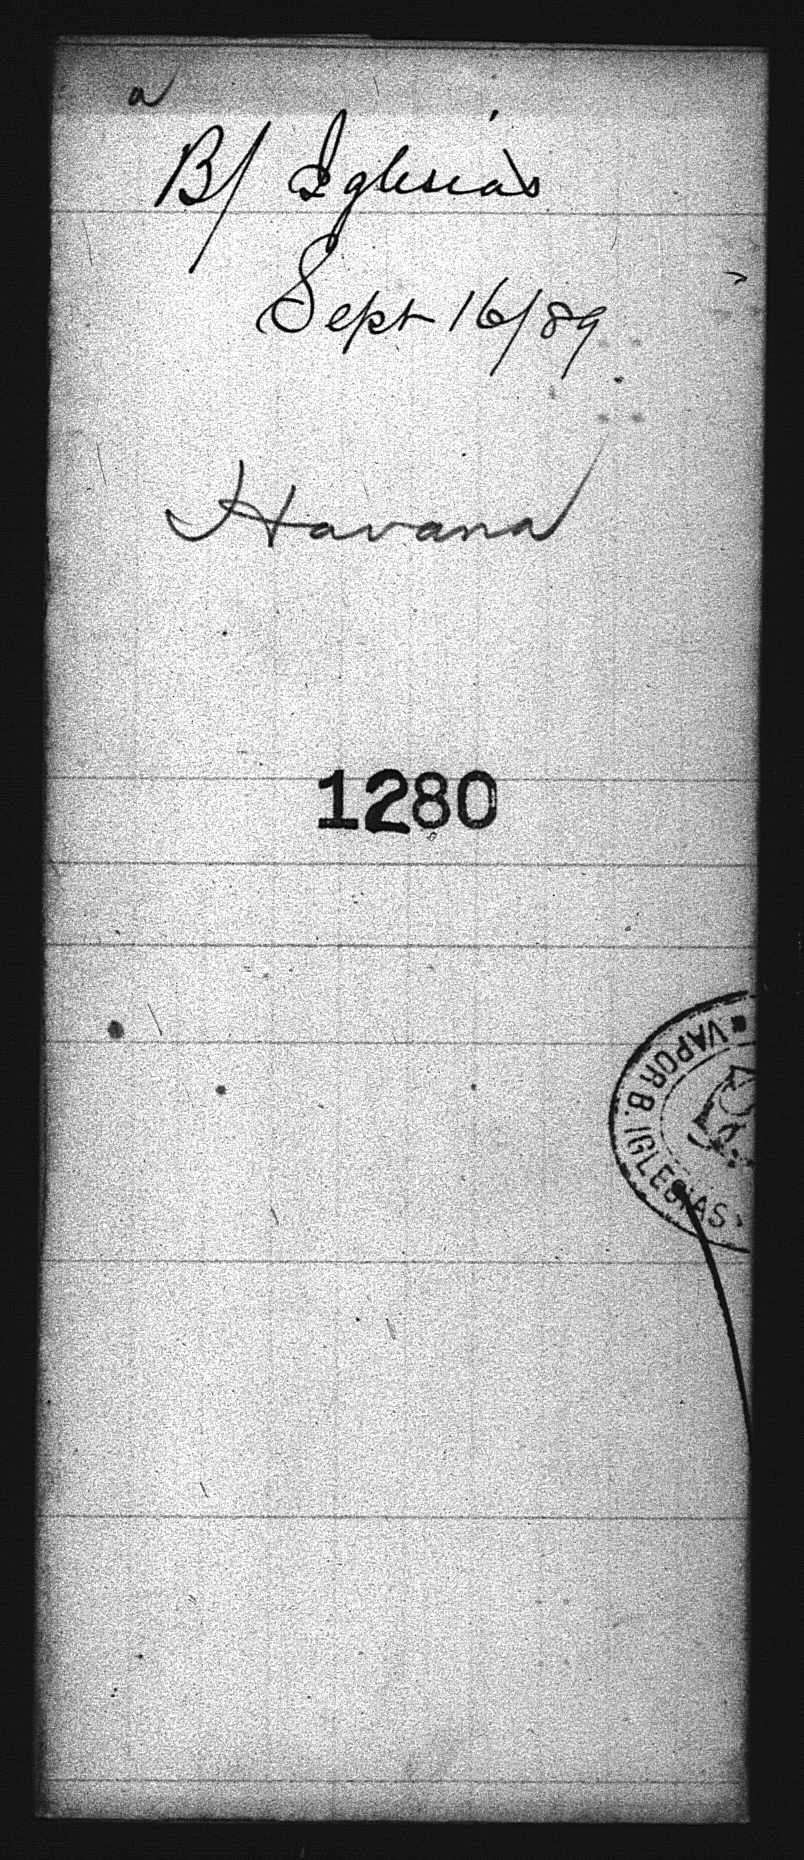 a
B/ Iglesias
Sept 16/89
Havana
1280
VAPOR B. IGLESIAS